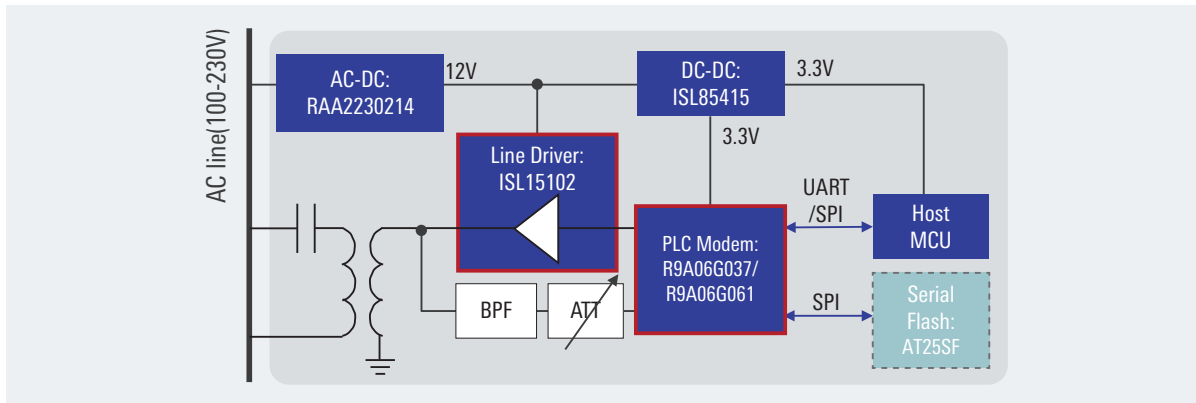 AC line(100-230V)
AC-DC:
RAA2230214
12V
DC-DC:
ISL85415
3.3V
3.3V
Line Driver:
ISL15102
UART
/SPI
Host
MCU
PLC Modem:
R9A06G037/
R9A06G061
BPF
ATT
SPI
Serial
Flash:
AT25SF